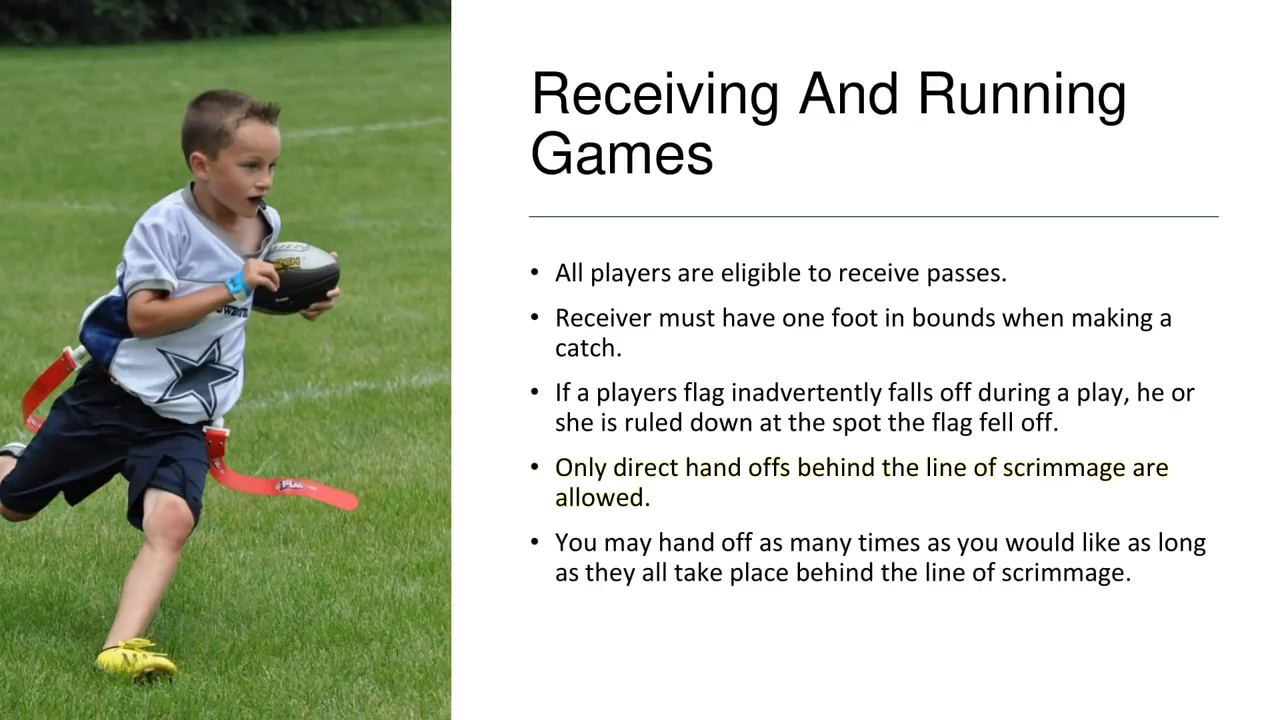 Receiving And Running
Games
• All players are eligible to receive passes.
• Receiver must have one foot in bounds when making a
catch.
• If a players flag inadvertently falls off during a play, he or
she is ruled down at the spot the flag fell off.
• Only direct hand offs behind the line of scrimmage are
allowed.
• You may hand off as many times as you would like as long
as they all take place behind the line of scrimmage.